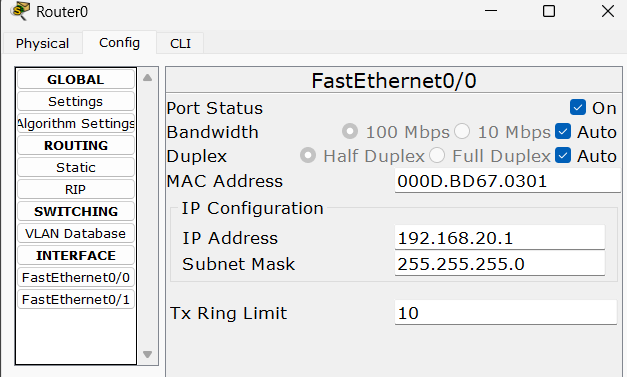 Router0
Physical Config CLI
GLOBAL
Settings
Algorithm Settings
ROUTING
Static
RIP
SWITCHING
VLAN Database
INTERFACE
FastEthernet0/0
FastEthernet0/1
FastEthernet0/0
Port Status On
Bandwidth 100 Mbps 10 Mbps Auto
Duplex Half Duplex Full Duplex Auto
MAC Address 000D.BD67.0301
IP Configuration
IP Address 192.168.20.1
Subnet Mask 255.255.255.0
Tx Ring Limit 10